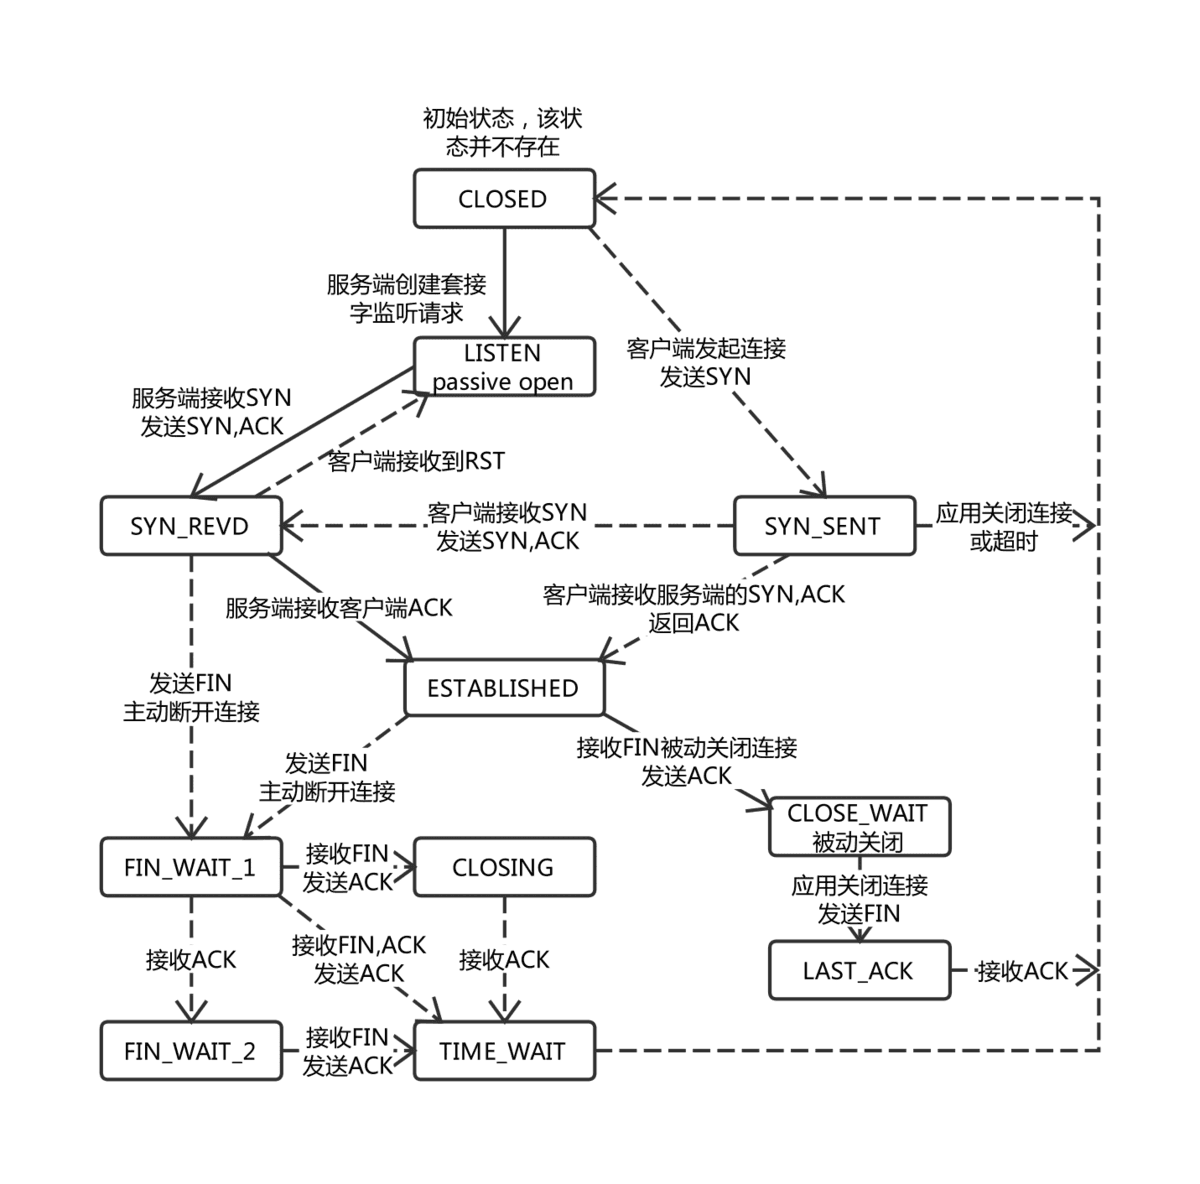 初始状态，该状
态并不存在
CLOSED
服务端创建套接
字监听请求
LISTEN
passive open
客户端发起连接
发送SYN
服务端接收SYN
发送SYN,ACK
客户端接收到RST
SYN_REVD
客户端接收SYN
发送SYN,ACK
SYN_SENT
应用关闭连接
或超时
服务端接收客户端ACK
客户端接收服务端的SYN,ACK
返回ACK
ESTABLISHED
发送FIN
主动断开连接
发送FIN
主动断开连接
接收FIN被动关闭连接
发送ACK
CLOSE_WAIT
被动关闭
FIN_WAIT_1
接收FIN
发送ACK
CLOSING
应用关闭连接
发送FIN
接收ACK
接收FIN,ACK
发送ACK
接收ACK
LAST_ACK
接收ACK
FIN_WAIT_2
接收FIN
发送ACK
TIME_WAIT